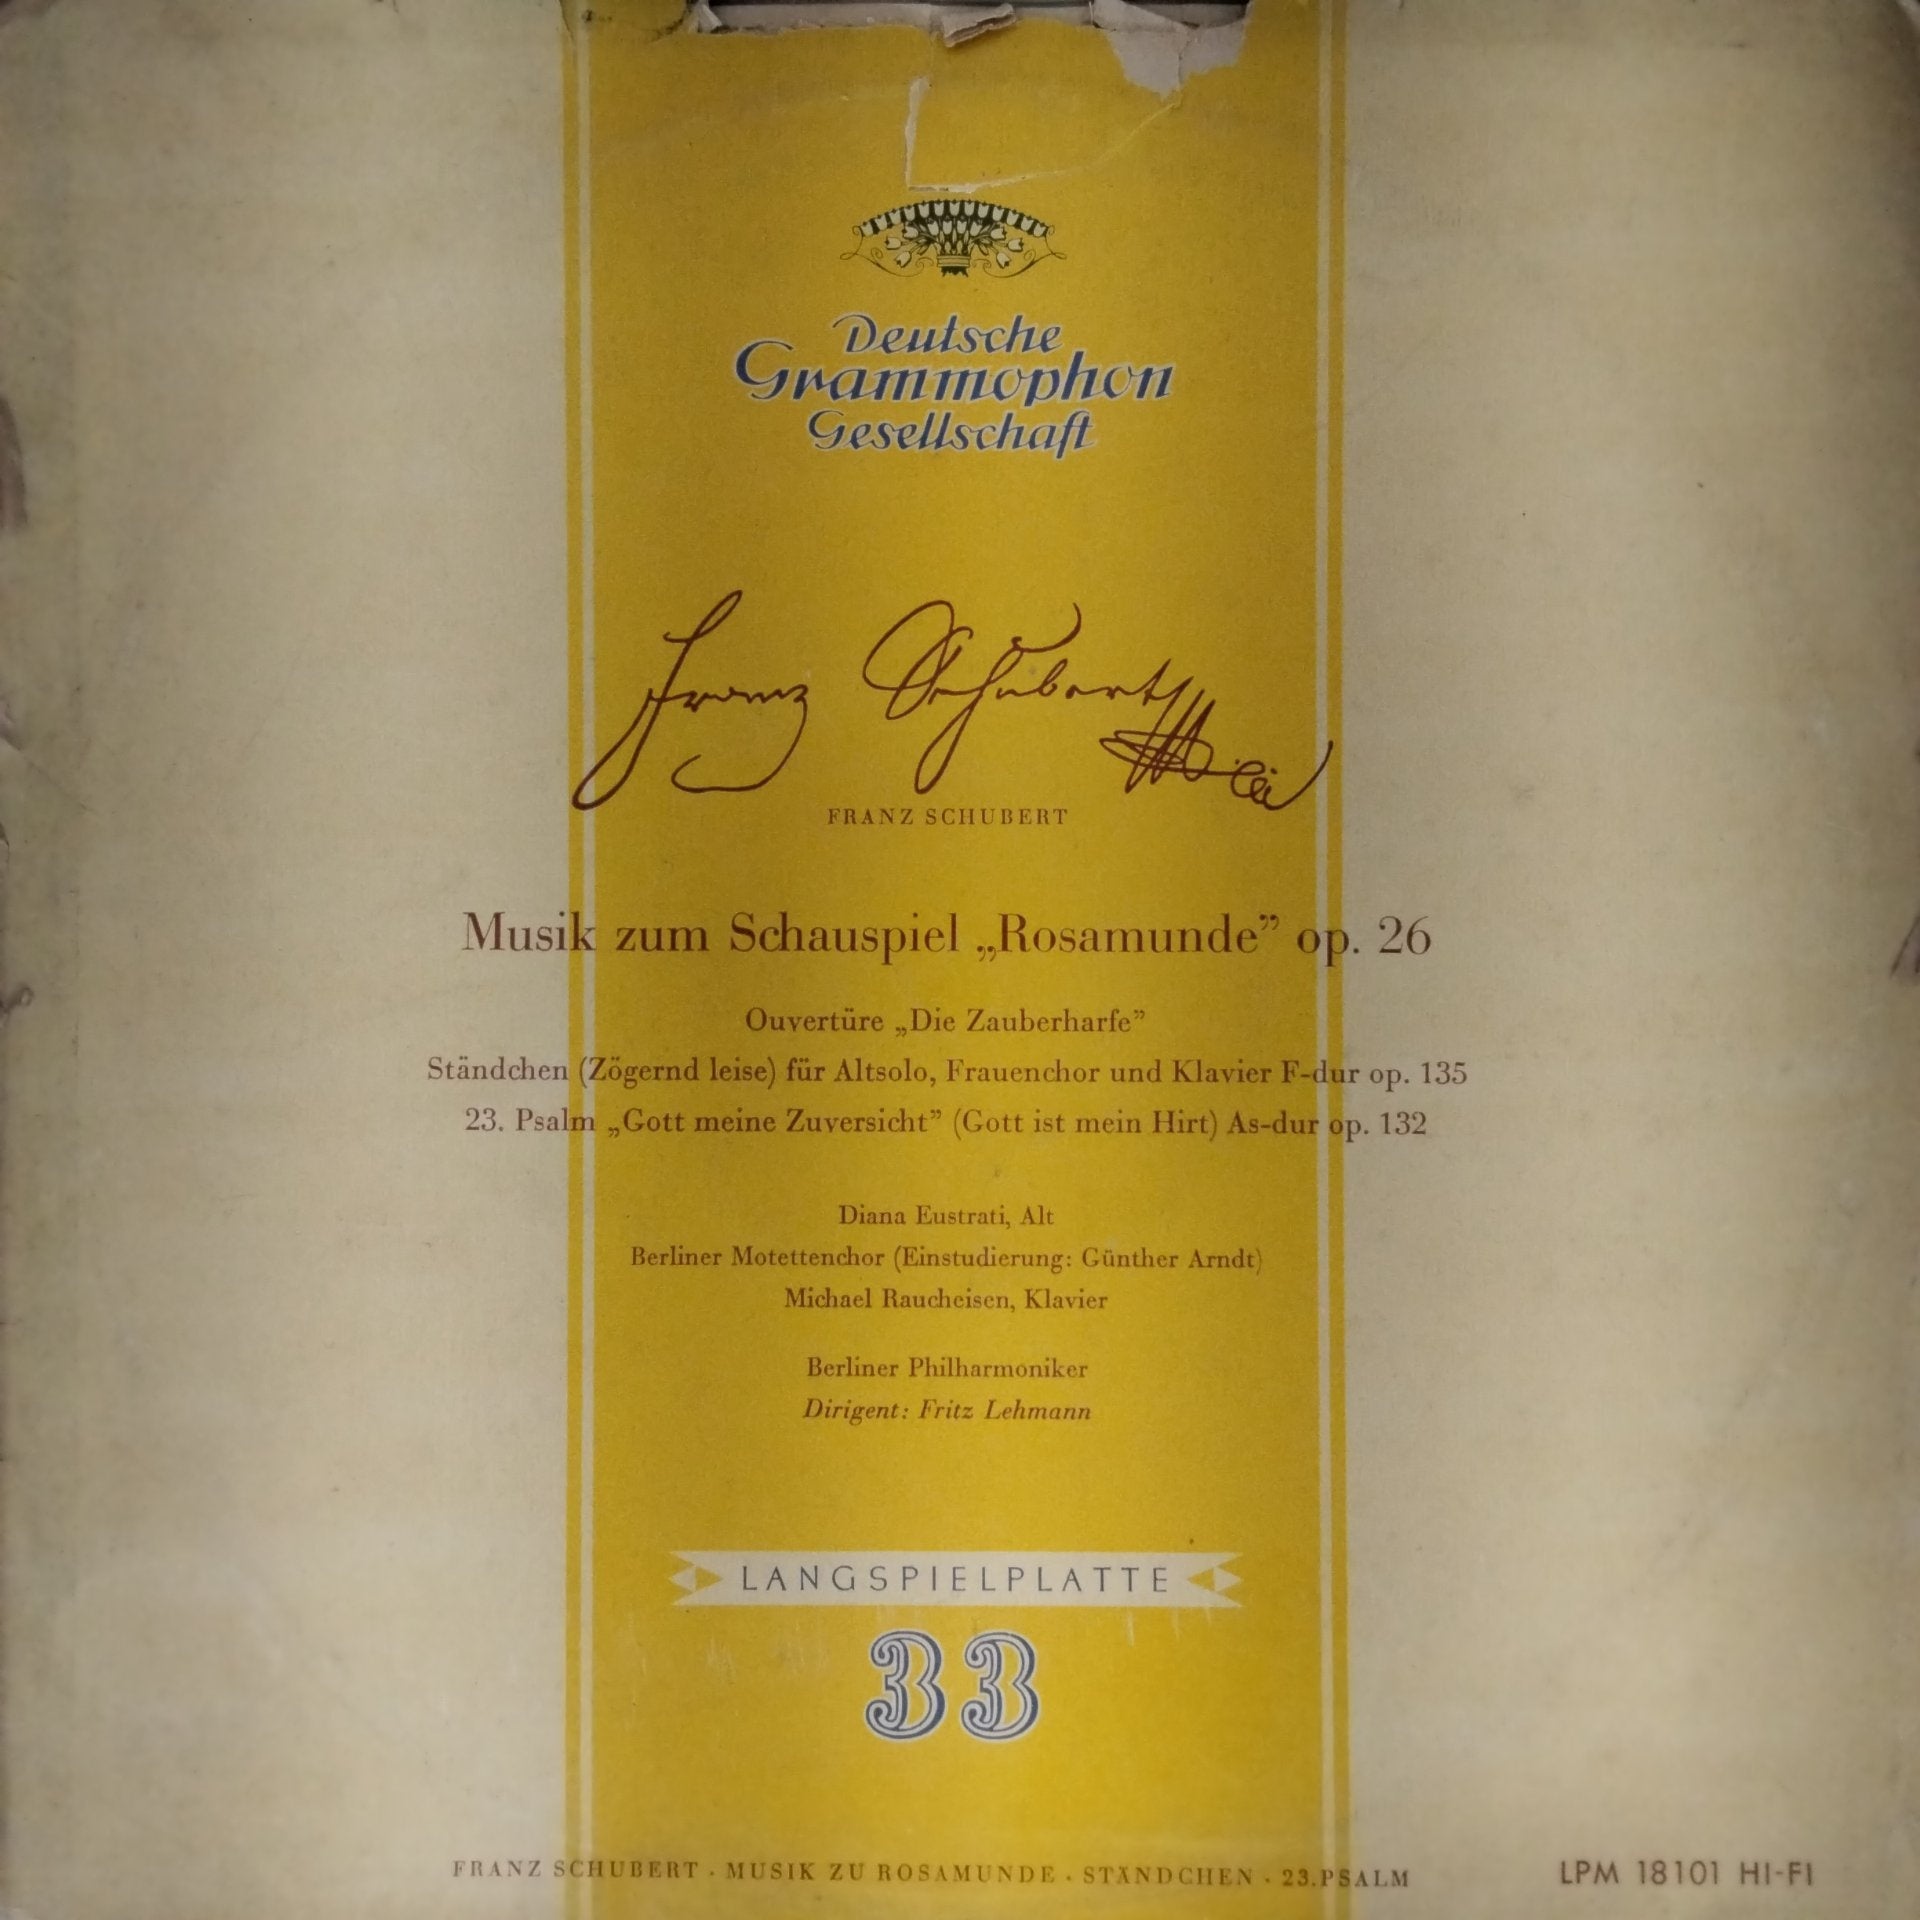 Deutsche
Grammophon
Gesellschaft
Franz Schubert
FRANZ SCHUBERT
Musik zum Schauspiel „Rosamunde” op. 26
Ouvertüre „Die Zauberharfe”
Ständchen (Zögernd leise) für Altsolo, Frauenchor und Klavier F-dur op. 135
23. Psalm „Gott meine Zuversicht” (Gott ist mein Hirt) As-dur op. 132
Diana Eustrati, Alt
Berliner Motettenchor (Einstudierung: Günther Arndt)
Michael Raucheisen, Klavier
Berliner Philharmoniker
Dirigent: Fritz Lehmann
LANGSPIELPLATTE
33
FRANZ SCHUBERT · MUSIK ZU ROSAMUNDE · STÄNDCHEN · 23. PSALM
LPM 18101 HI-FI